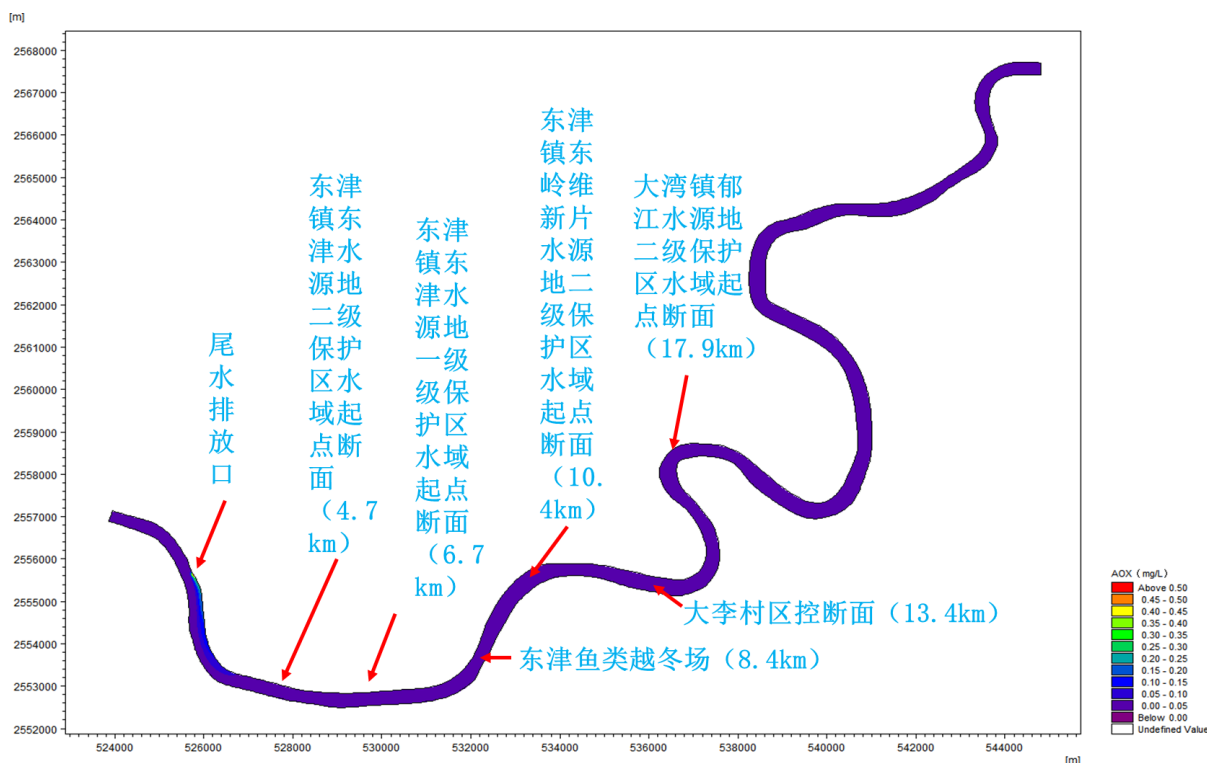 [m]
2568000
2567000
2566000
2565000
2564000
2563000
2562000
2561000
2560000
2559000
2558000
2557000
2556000
2555000
2554000
2553000
2552000
尾
水
排
放
口
东津
镇东
津水
源地
二级
保护
区水
域起
点断
面
（4.7
km）
东津
镇东
津水
源地
一级
级保
护区
水域
起点
断面
（6.7
km）
东津
镇东
岭维
新片
水源
地二
级保
护区
水域
起点
断面
（10.
4km）
大湾镇郁
江水源地
二级保护
区水域起
点断面
（17.9km）
大李村区控断面（13.4km）
东津鱼类越冬场（8.4km）
524000
526000
528000
530000
532000
534000
536000
538000
540000
542000
544000
[m]
AOX (mg/L)
Above 0.50
0.45 - 0.50
0.40 - 0.45
0.35 - 0.40
0.30 - 0.35
0.25 - 0.30
0.20 - 0.25
0.15 - 0.20
0.10 - 0.15
0.05 - 0.10
0.00 - 0.05
Below 0.00
Undefined Value